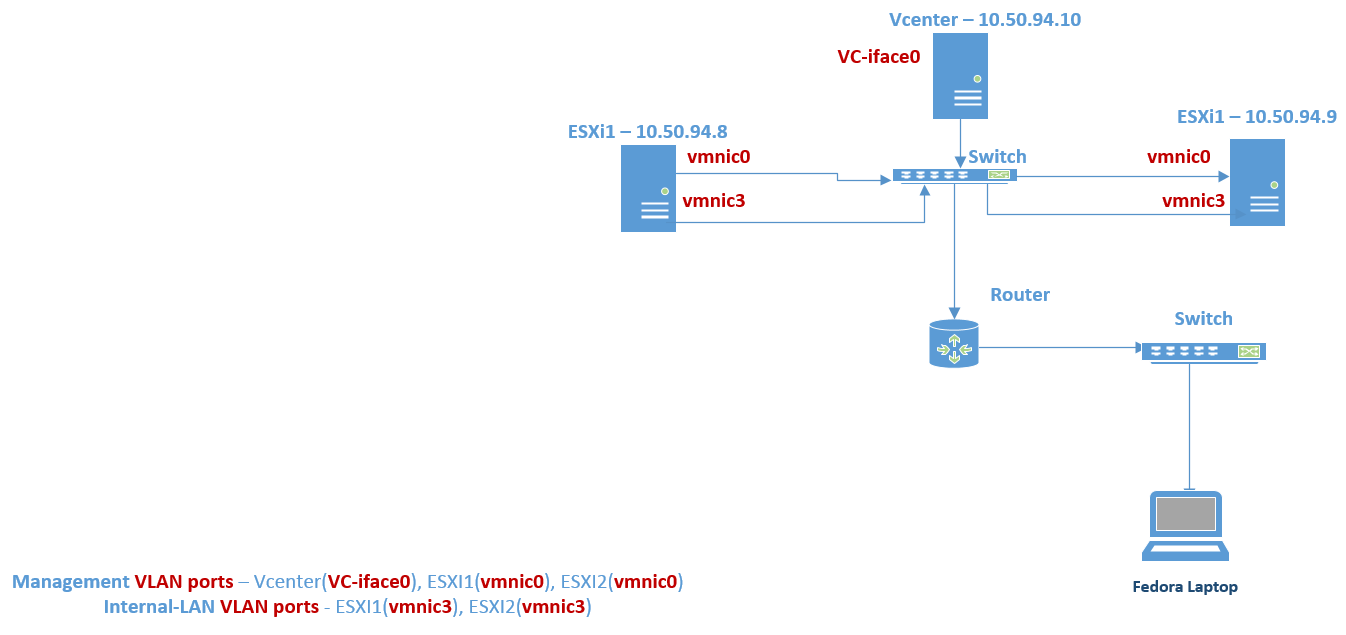 Vcenter – 10.50.94.10
VC-iface0
ESXi1 – 10.50.94.9
ESXi1 – 10.50.94.8
vmnic0
Switch
vmnic0
vmnic3
vmnic3
Router
Switch
Fedora Laptop
Management VLAN ports – Vcenter(VC-iface0), ESXI1(vmnic0), ESXI2(vmnic0)
Internal-LAN VLAN ports - ESXI1(vmnic3), ESXI2(vmnic3)